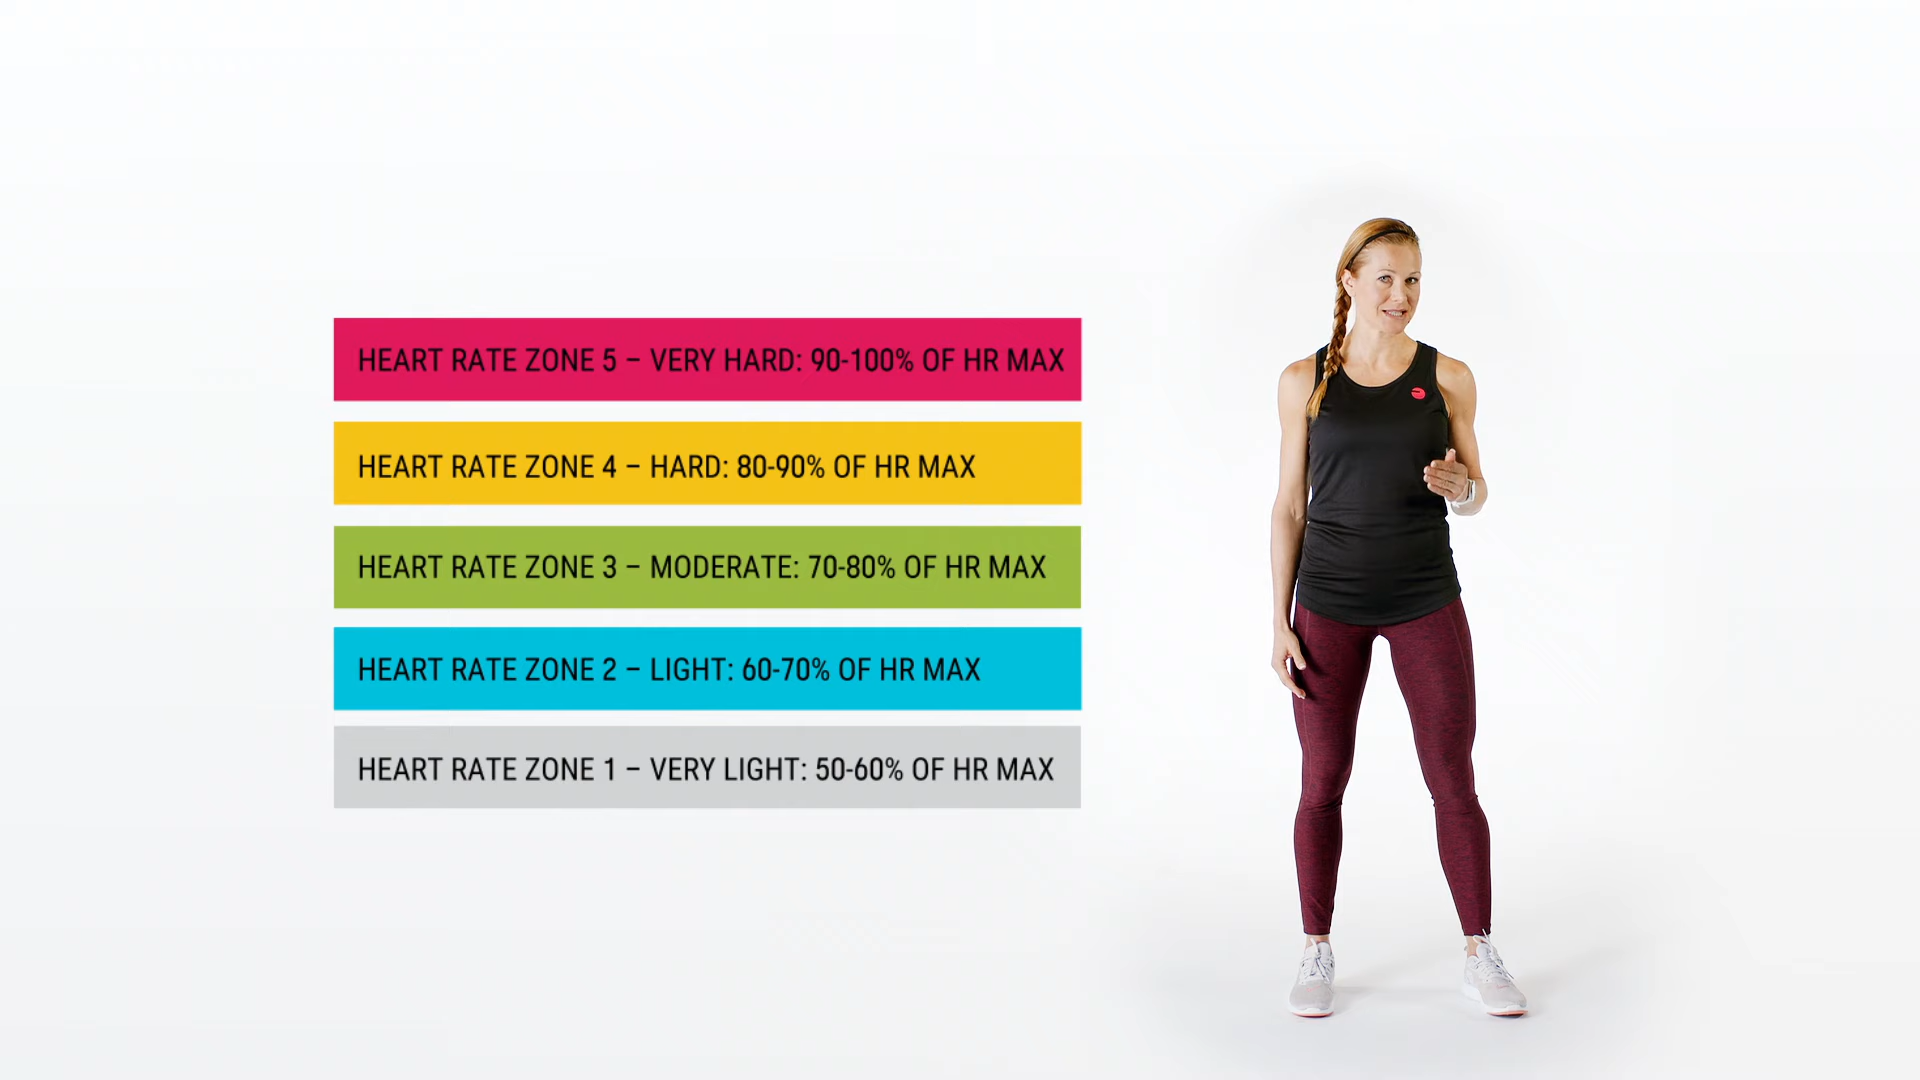 HEART RATE ZONE 5 – VERY HARD: 90-100% OF HR MAX
HEART RATE ZONE 4 – HARD: 80-90% OF HR MAX
HEART RATE ZONE 3 – MODERATE: 70-80% OF HR MAX
HEART RATE ZONE 2 – LIGHT: 60-70% OF HR MAX
HEART RATE ZONE 1 – VERY LIGHT: 50-60% OF HR MAX